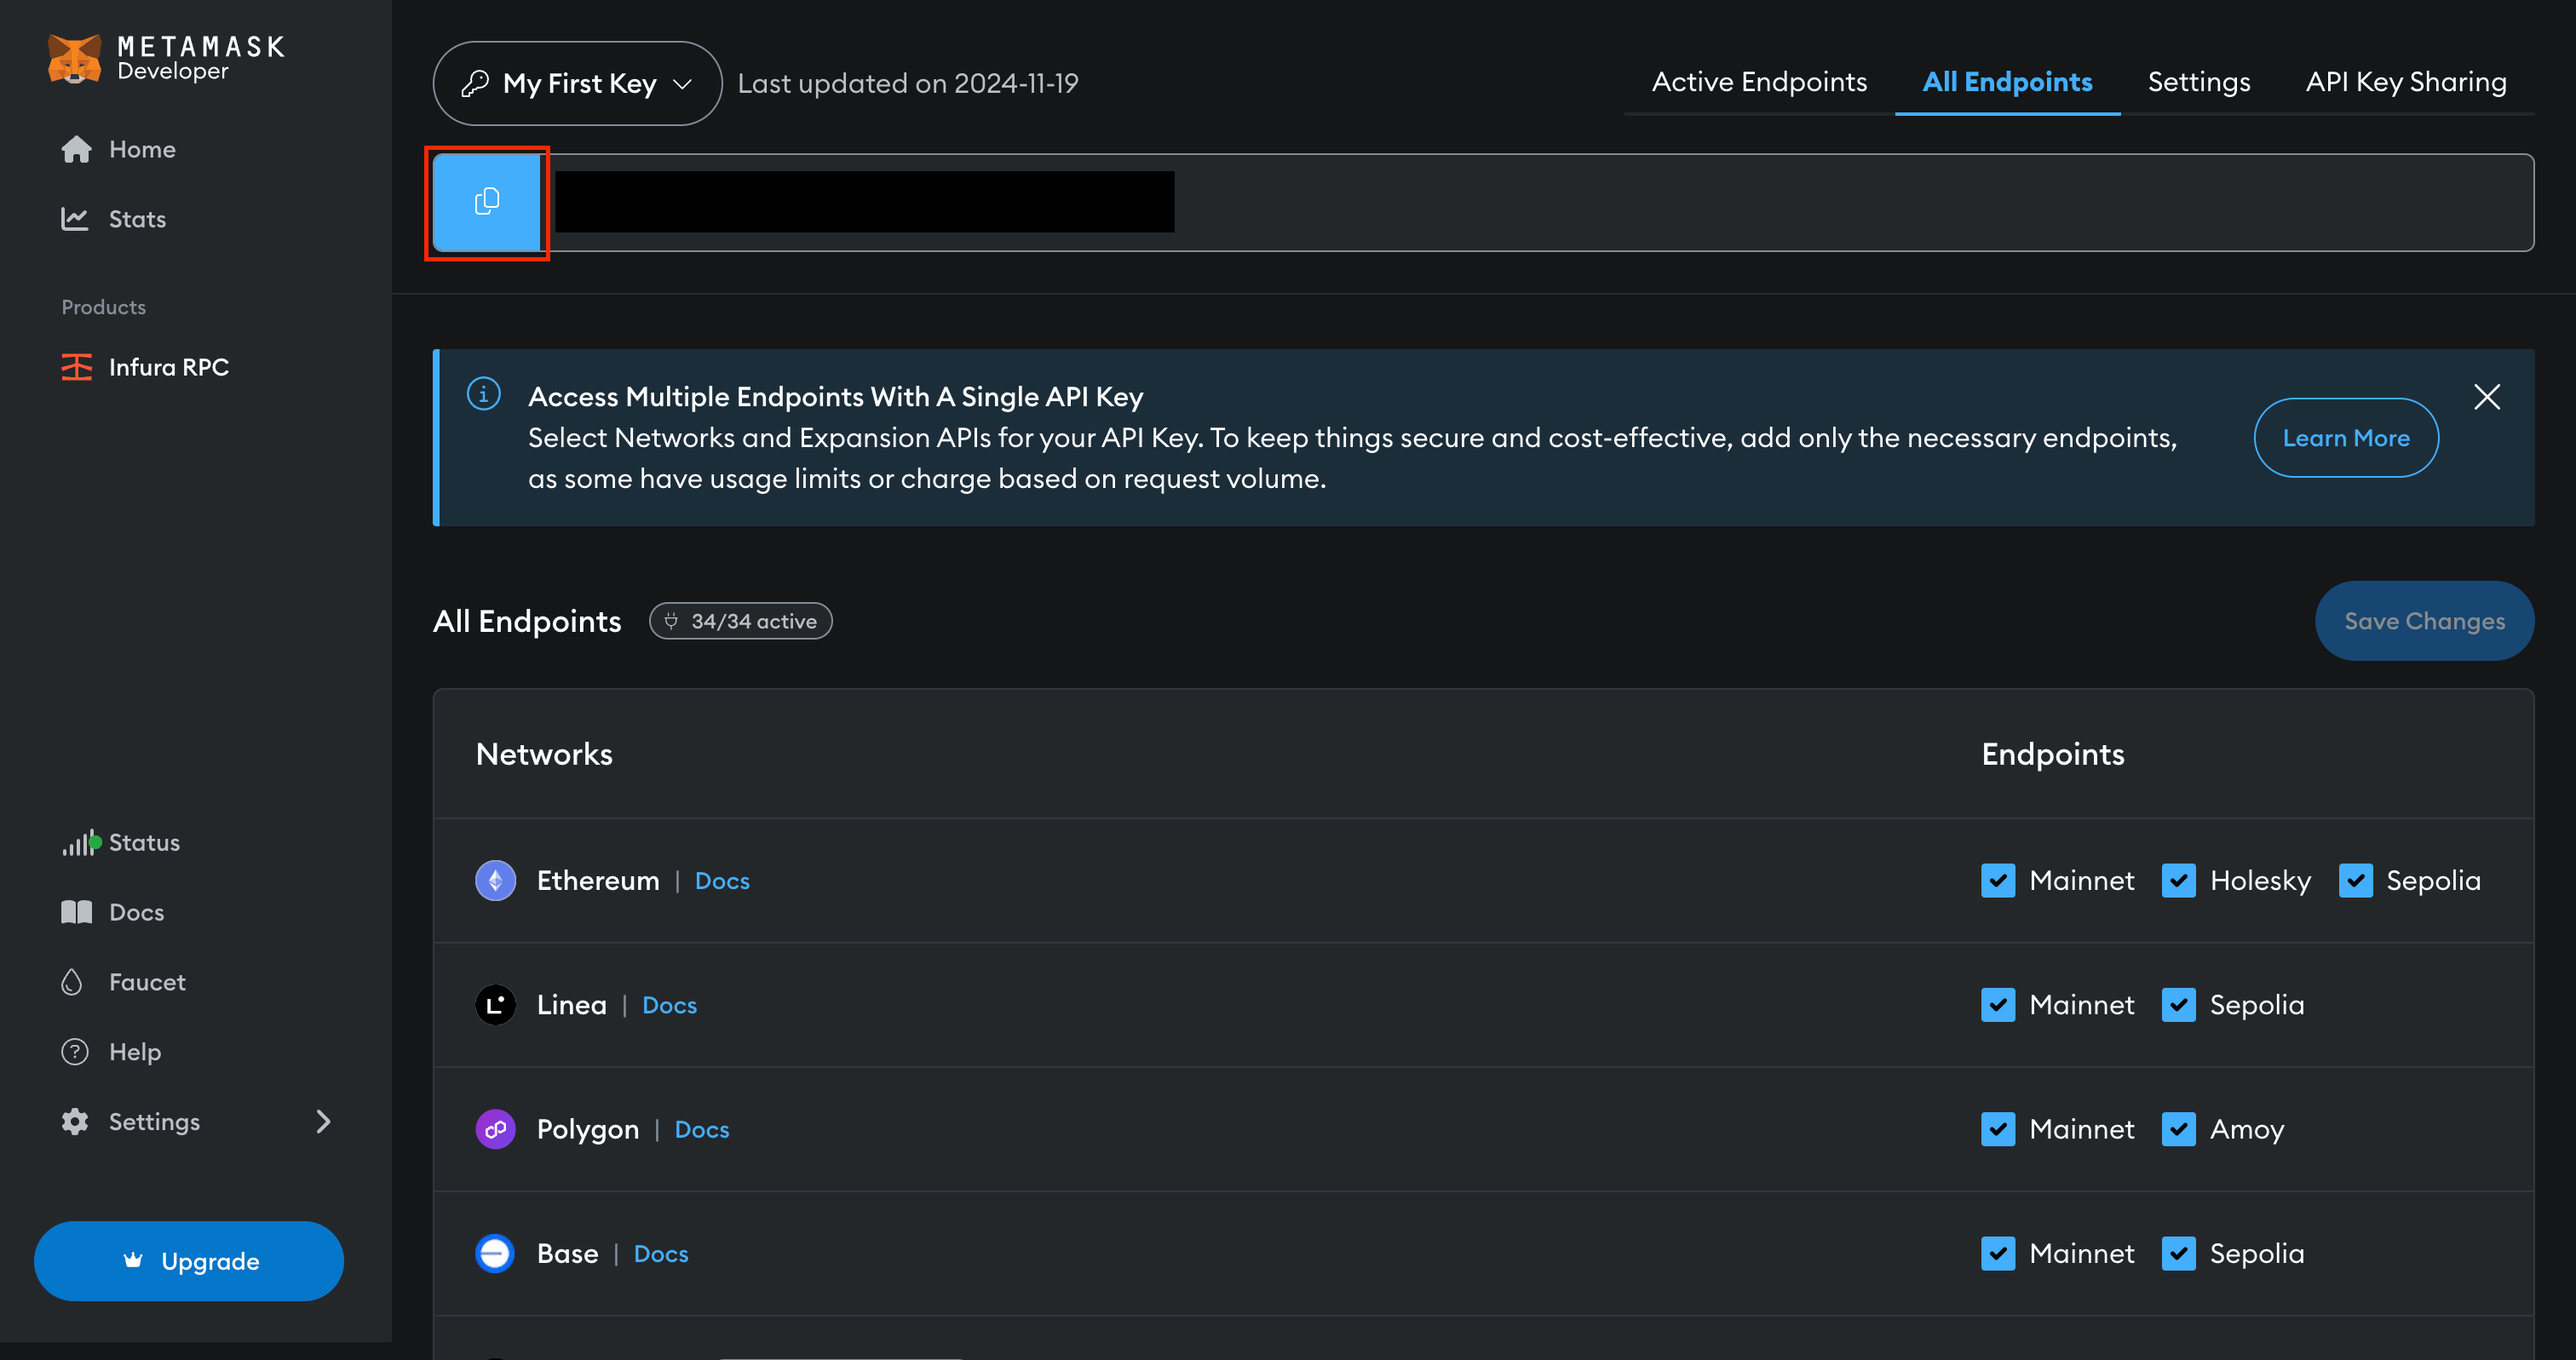 METAMASK
Developer
Home
Stats
Products
Infura RPC
Status
Docs
Faucet
Help
Settings
Upgrade
My First Key
Last updated on 2024-11-19
Active Endpoints
All Endpoints
Settings
API Key Sharing
Access Multiple Endpoints With A Single API Key
Select Networks and Expansion APIs for your API Key. To keep things secure and cost-effective, add only the necessary endpoints,
as some have usage limits or charge based on request volume.
Learn More
All Endpoints
34/34 active
Save Changes
Networks
Endpoints
Ethereum | Docs
Mainnet
Holesky
Sepolia
Linea | Docs
Mainnet
Sepolia
Polygon | Docs
Mainnet
Amoy
Base | Docs
Mainnet
Sepolia